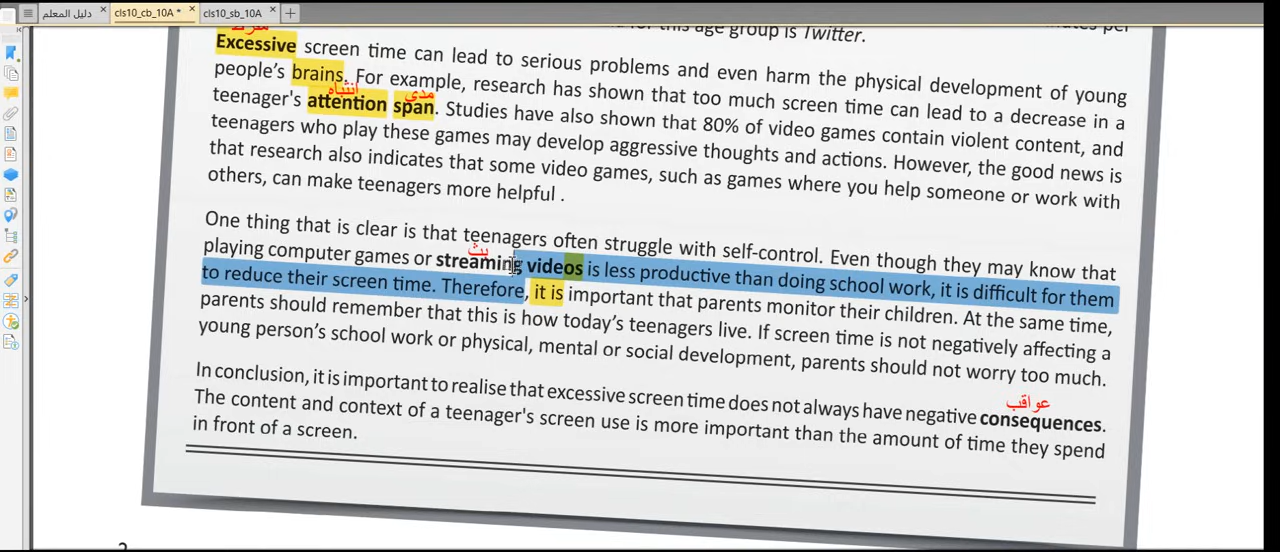 دليل المعلم
cls10_cb_10A *
cls10_sb_10A
for this age group is Twitter.
Excessive screen time can lead to serious problems and even harm the physical development of young
people's brains. For example, research has shown that too much screen time can lead to a decrease in a
انتباه مدى
teenager's attention span. Studies have also shown that 80% of video games contain violent content, and
teenagers who play these games may develop aggressive thoughts and actions. However, the good news is
that research also indicates that some video games, such as games where you help someone or work with
others, can make teenagers more helpful .
One thing that is clear is that teenagers often struggle with self-control. Even though they may know that
بث
playing computer games or streaming videos is less productive than doing school work, it is difficult for them
to reduce their screen time. Therefore, it is important that parents monitor their children. At the same time,
parents should remember that this is how today's teenagers live. If screen time is not negatively affecting a
young person's school work or physical, mental or social development, parents should not worry too much.
عواقب
In conclusion, it is important to realise that excessive screen time does not always have negative consequences.
The content and context of a teenager's screen use is more important than the amount of time they spend
in front of a screen.